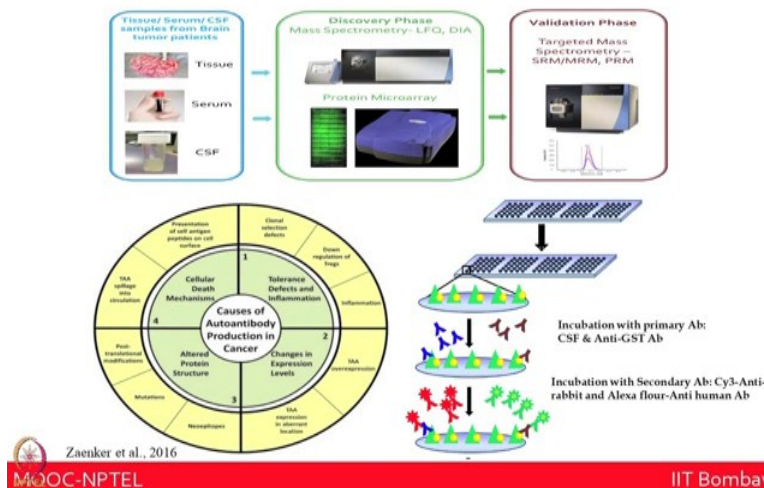 Tissue/ Serum/ CSF
samples from Brain
tumor patients
Tissue
Serum
CSF
Discovery Phase
Mass Spectrometry- LFQ, DIA
Protein Microarray
Validation Phase
Targeted Mass
Spectrometry –
SRM/MRM, PRM
Presentation
of self antigen
peptides on cell
surface
Clonal
selection
defects
Down
regulation of
Tregs
Inflammation
TAA
overexpression
TAA
expression
in aberrant
location
Neoepitopes
Mutations
Post-
translational
modifications
TAA
spillage
into
circulation
1
Cellular
Death
Mechanisms
Tolerance
Defects and
Inflammation
4
Causes of
Autoantibody
Production in
Cancer
2
Altered
Protein
Structure
Changes in
Expression
Levels
3
Incubation with primary Ab:
CSF & Anti-GST Ab
Incubation with Secondary Ab: Cy3-Anti-
rabbit and Alexa flour-Anti human Ab
Zaenker et al., 2016
NPTEL
MOOC-NPTEL
IIT Bombay